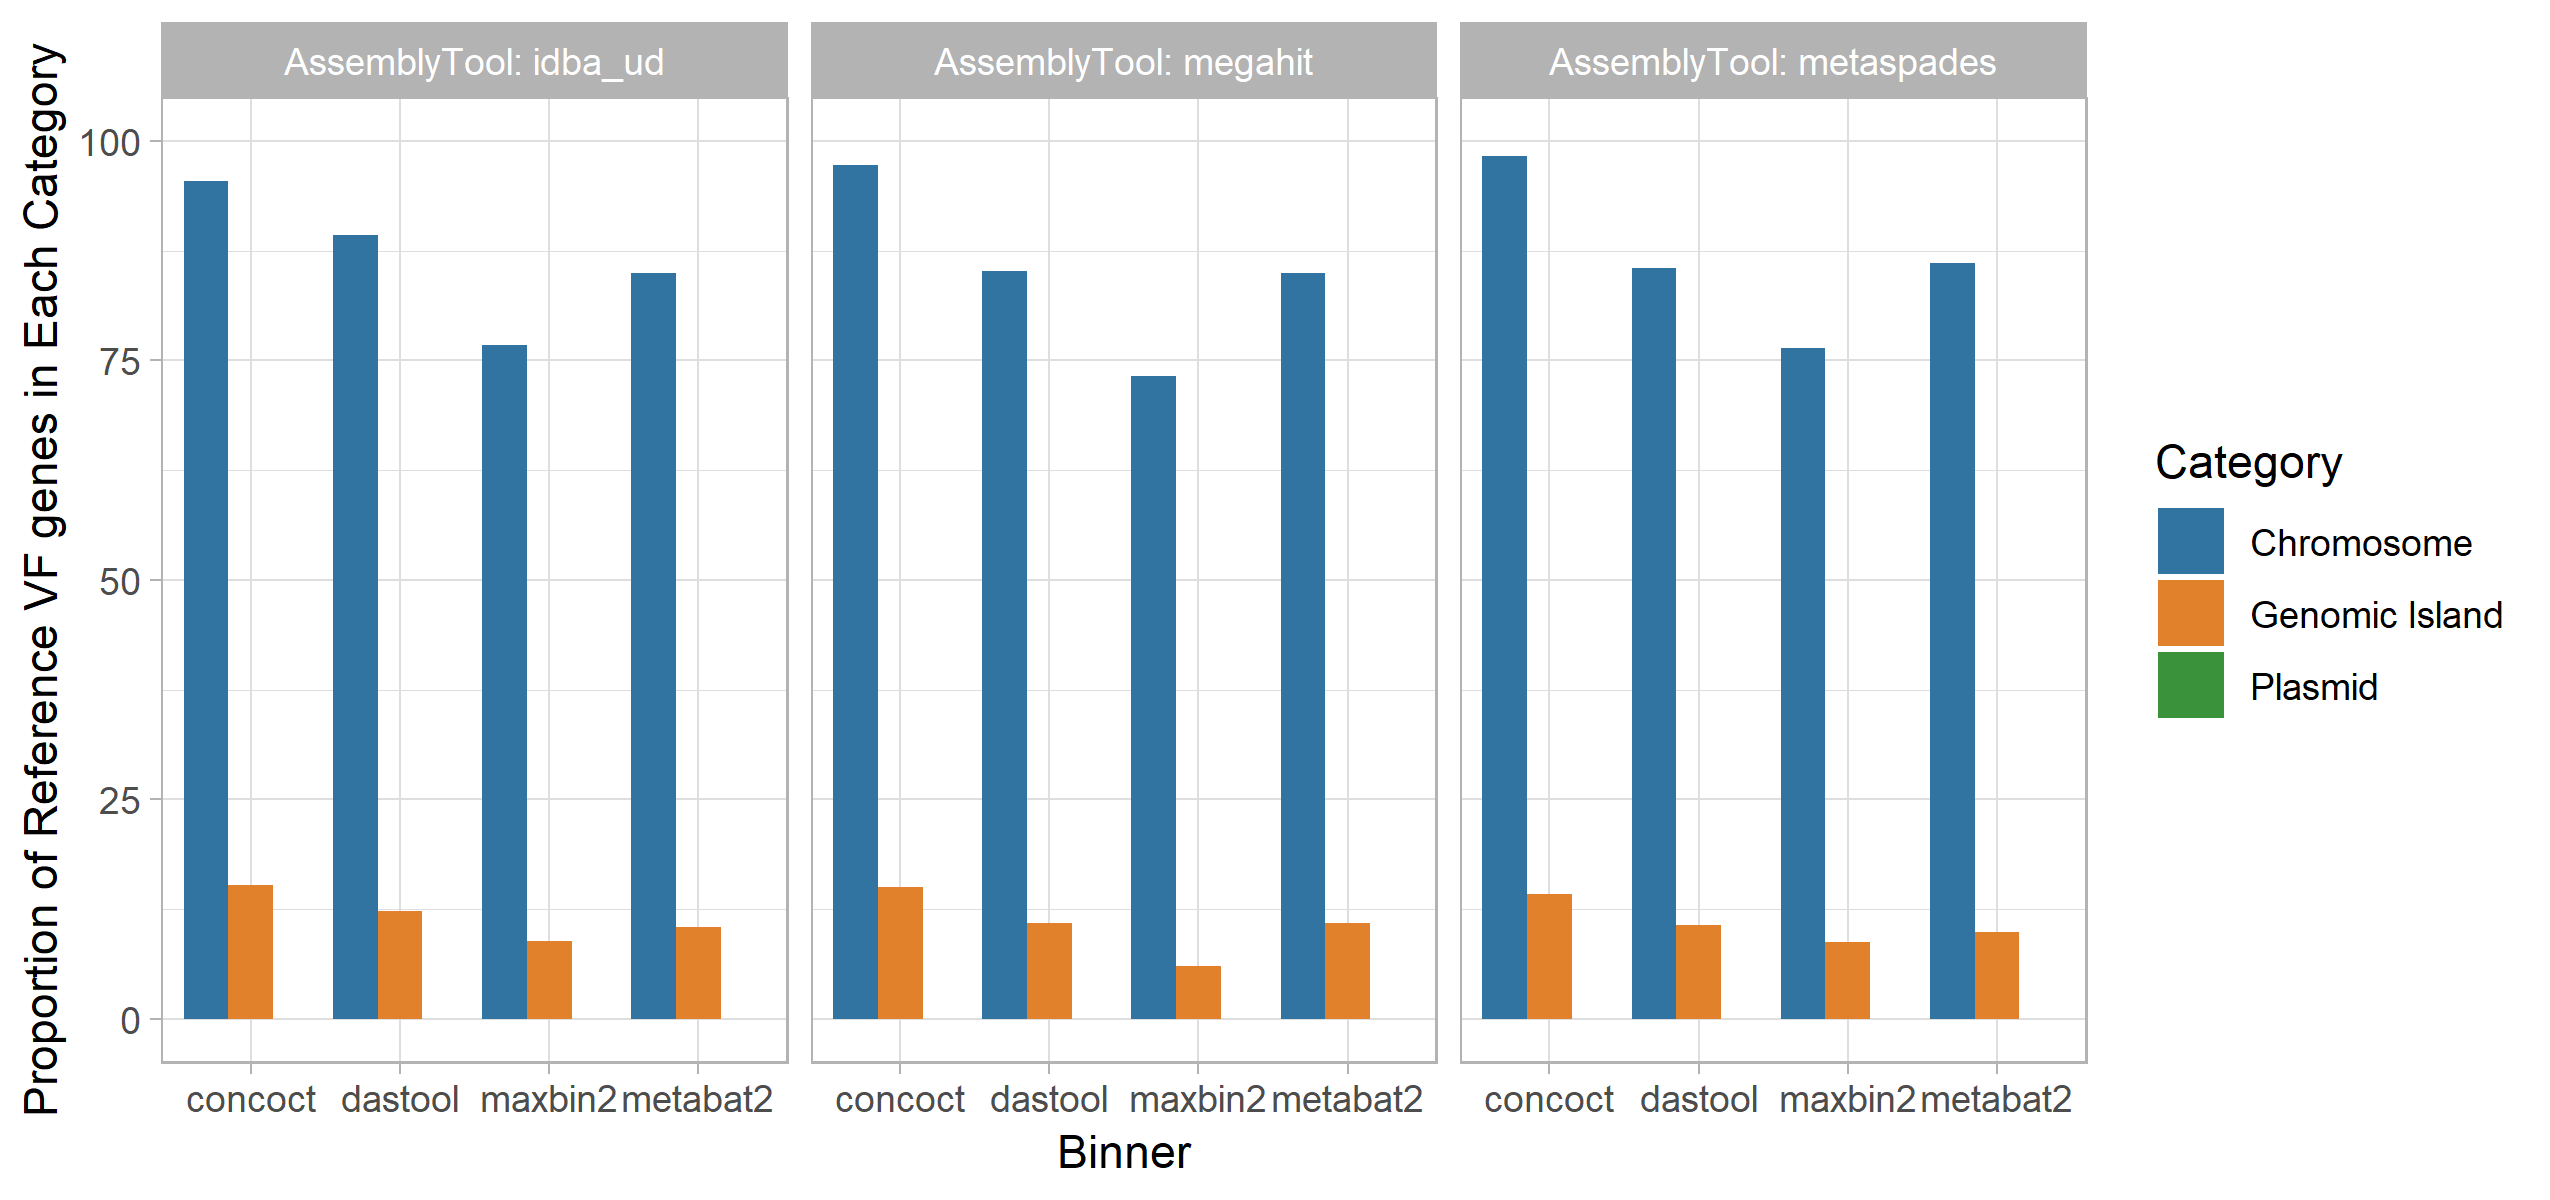 AssemblyTool: idba_ud
AssemblyTool: megahit
AssemblyTool: metaspades
Proportion of Reference VF genes in Each Category
100
75
50
25
0
concoct dastool maxbin2 metabat2
concoct dastool maxbin2 metabat2
concoct dastool maxbin2 metabat2
Binner
Category
Chromosome
Genomic Island
Plasmid